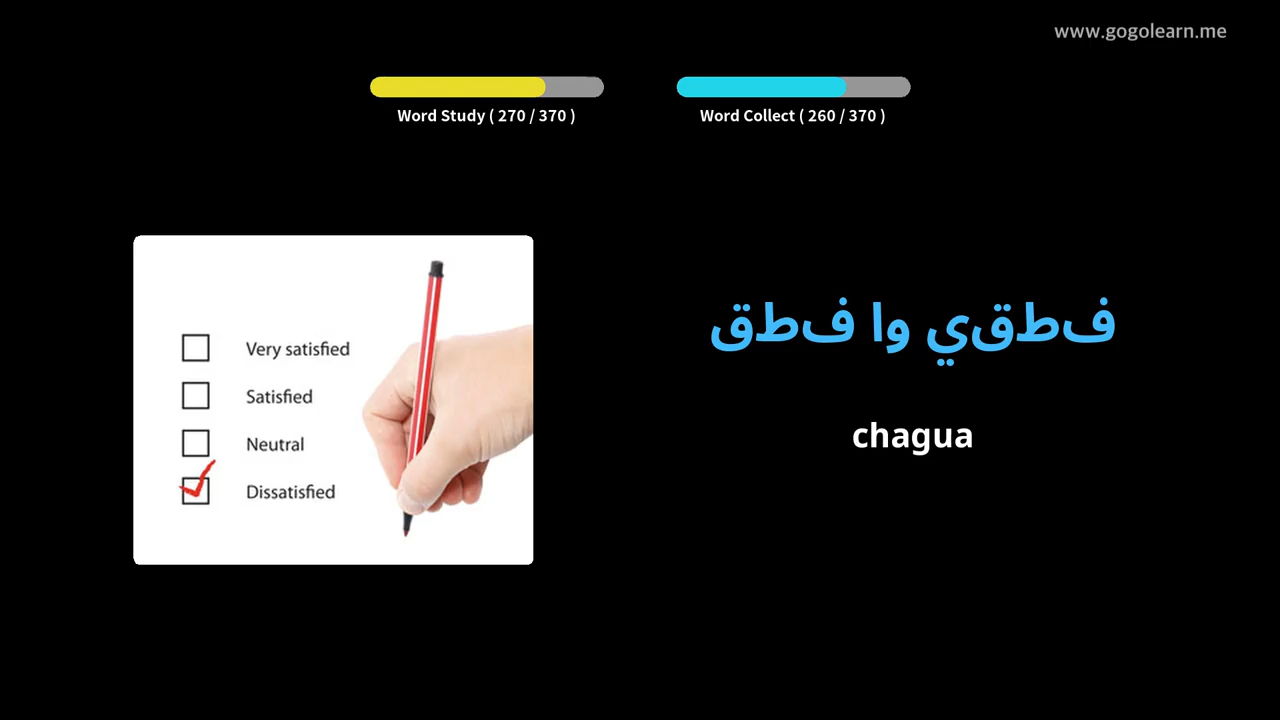 www.gogolearn.me
Word Study ( 270 / 370 )
Word Collect ( 260 / 370 )
Very satisfied
Satisfied
Neutral
Dissatisfied
فطقي وا فطق
chagua